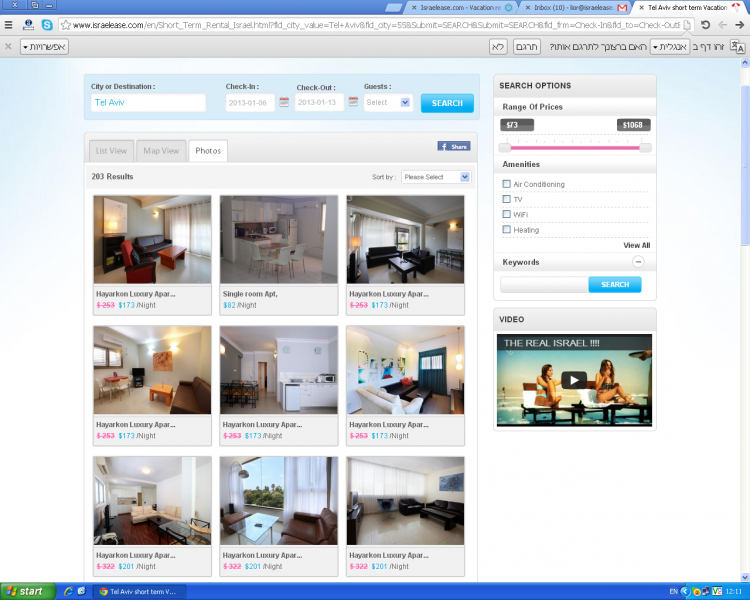 Israelease.com - Vacation
Inbox (10) - lior@israelease
Tel Aviv short term Vacation
www.israelease.com/en/Short_Term_Rental_Israel.html?fld_city_value=Tel+Aviv&fld_city=55&Submit=SEARCH&Submit=SEARCH&fld_frm=Check-In&fld_to=Check-Out
זהו דף ב אנגלית האם ברצונך לתרגם אותו? תרגם לא אפשרויות
City or Destination :
Check-In :
Check-Out :
Guests :
Tel Aviv
2013-01-06
2013-01-13
Select
SEARCH
List View
Map View
Photos
Share
203 Results
Sort by :
Please Select
Hayarkon Luxury Apar...
$ 253 $173 /Night
Single room Apt,
$82 /Night
Hayarkon Luxury Apar...
$ 253 $173 /Night
Hayarkon Luxury Apar...
$ 253 $173 /Night
Hayarkon Luxury Apar...
$ 253 $173 /Night
Hayarkon Luxury Apar...
$ 253 $173 /Night
Hayarkon Luxury Apar...
$ 322 $201 /Night
Hayarkon Luxury Apar...
$ 322 $201 /Night
Hayarkon Luxury Apar...
$ 322 $201 /Night
SEARCH OPTIONS
Range Of Prices
$73
$1068
Amenities
Air Conditioning
TV
WiFi
Heating
View All
Keywords
SEARCH
VIDEO
THE REAL ISRAEL !!!!
start
Tel Aviv short term V...
EN
12:11